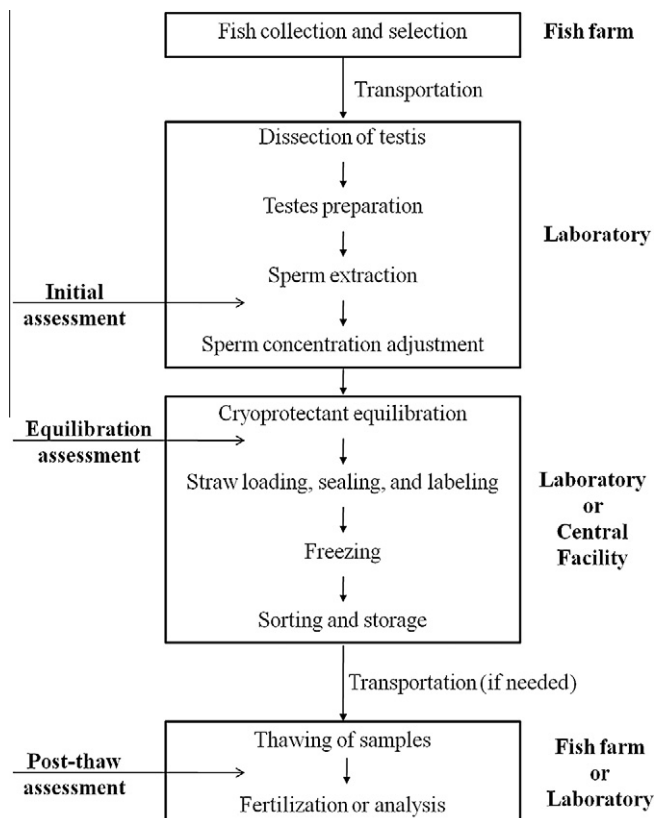 Fish collection and selection
Fish farm
Transportation
Dissection of testis
Testes preparation
Laboratory
Sperm extraction
Initial
assessment
Sperm concentration adjustment
Cryoprotectant equilibration
Equilibration
assessment
Straw loading, sealing, and labeling
Laboratory
or
Central
Facility
Freezing
Sorting and storage
Transportation (if needed)
Thawing of samples
Post-thaw
assessment
Fish farm
or
Laboratory
Fertilization or analysis